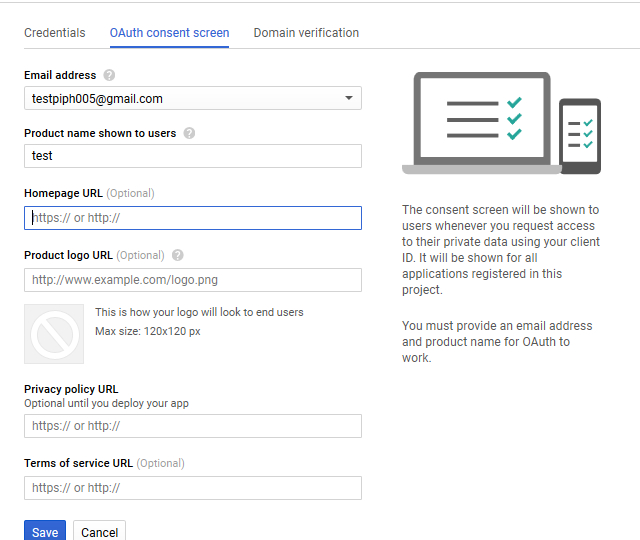 Credentials
OAuth consent screen
Domain verification
Email address ?
testpiph005@gmail.com
Product name shown to users ?
test
Homepage URL (Optional)
https:// or http://
Product logo URL (Optional) ?
http://www.example.com/logo.png
This is how your logo will look to end users
Max size: 120x120 px
Privacy policy URL
Optional until you deploy your app
https:// or http://
Terms of service URL (Optional)
https:// or http://
Save
Cancel
The consent screen will be shown to
users whenever you request access
to their private data using your client
ID. It will be shown for all
applications registered in this
project.
You must provide an email address
and product name for OAuth to
work.